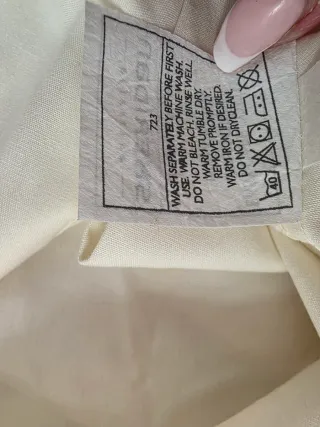 723
WASH SEPARATELY BEFORE FIRST
USE. WARM MACHINE WASH.
DO NOT BLEACH. RINSE WELL
WARM TUMBLE DRY.
REMOVE PROMPTLY.
WARM IRON IF DESIRED.
DO NOT DRYCLEAN.
40